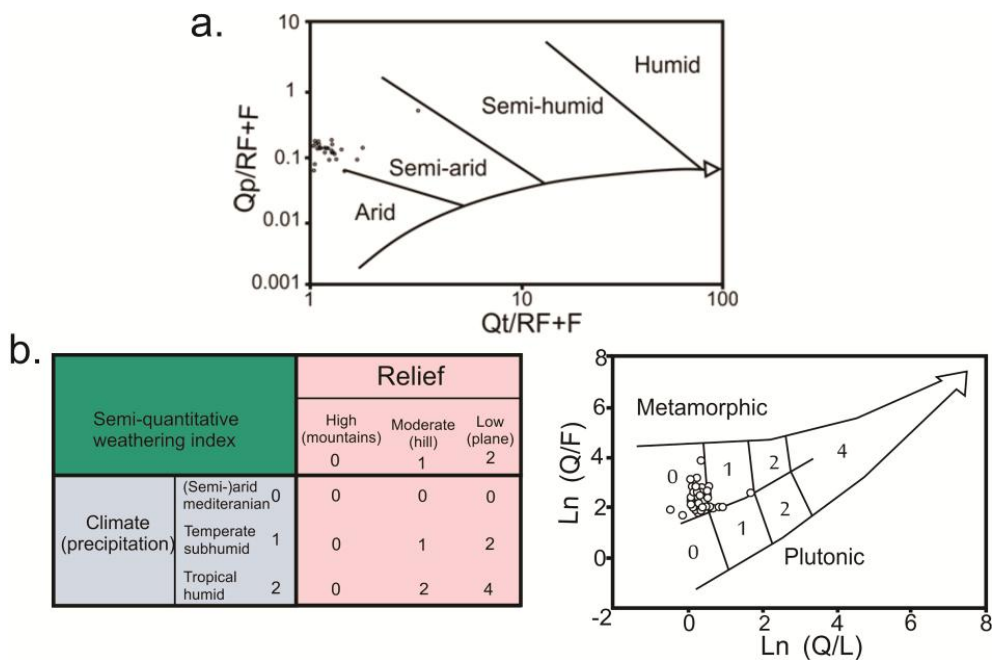 a.
10
1
0.1
0.01
0.001
Qp/RF+F
Humid
Semi-humid
Semi-arid
Arid
1
10
100
Qt/RF+F
b.
Semi-quantitative
weathering index
Relief
High
(mountains)
0
Moderate
(hill)
1
Low
(plane)
2
Climate
(precipitation)
(Semi-)arid
mediteranian 0
0 0 0
Temperate
subhumid 1
0 1 2
Tropical
humid 2
0 2 4
8
6
4
2
0
-2
Ln (Q/F)
Metamorphic
0 1 2 4
0 1 2
Plutonic
0 2 4 6 8
Ln (Q/L)